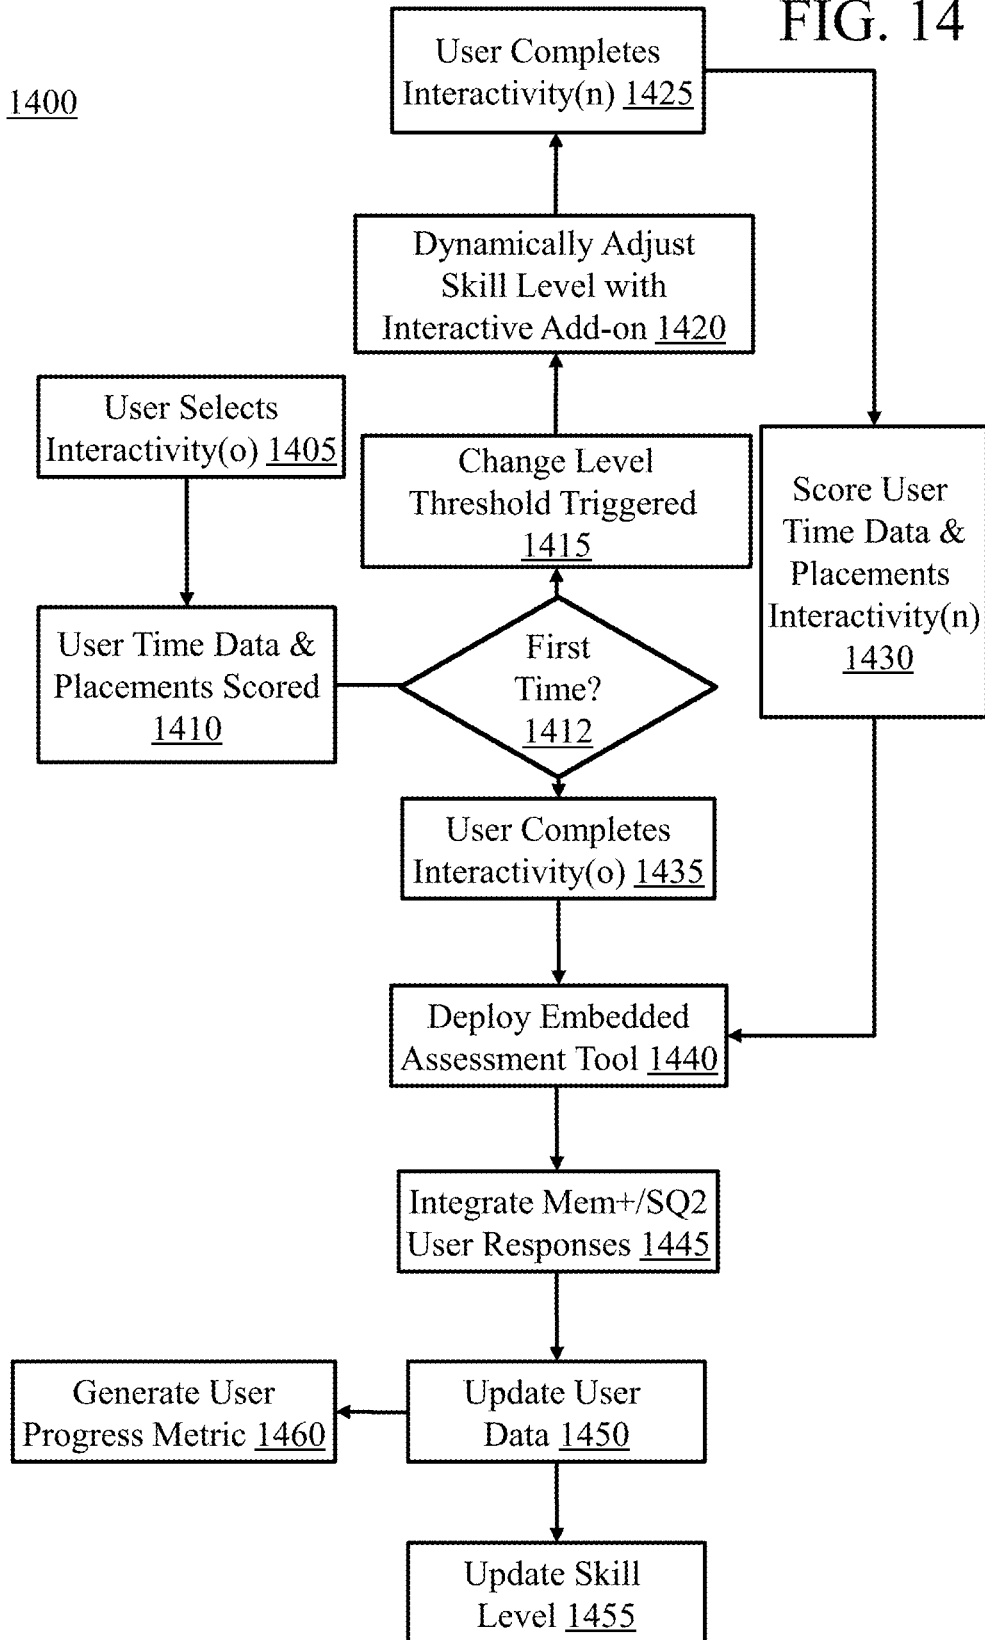 FIG. 14
1400
User Completes
Interactivity(n) 1425
Dynamically Adjust
Skill Level with
Interactive Add-on 1420
User Selects
Interactivity(o) 1405
Change Level
Threshold Triggered
1415
Score User
Time Data &
Placements
Interactivity(n)
1430
User Time Data &
Placements Scored
1410
First
Time?
1412
User Completes
Interactivity(o) 1435
Deploy Embedded
Assessment Tool 1440
Integrate Mem+/SQ2
User Responses 1445
Generate User
Progress Metric 1460
Update User
Data 1450
Update Skill
Level 1455